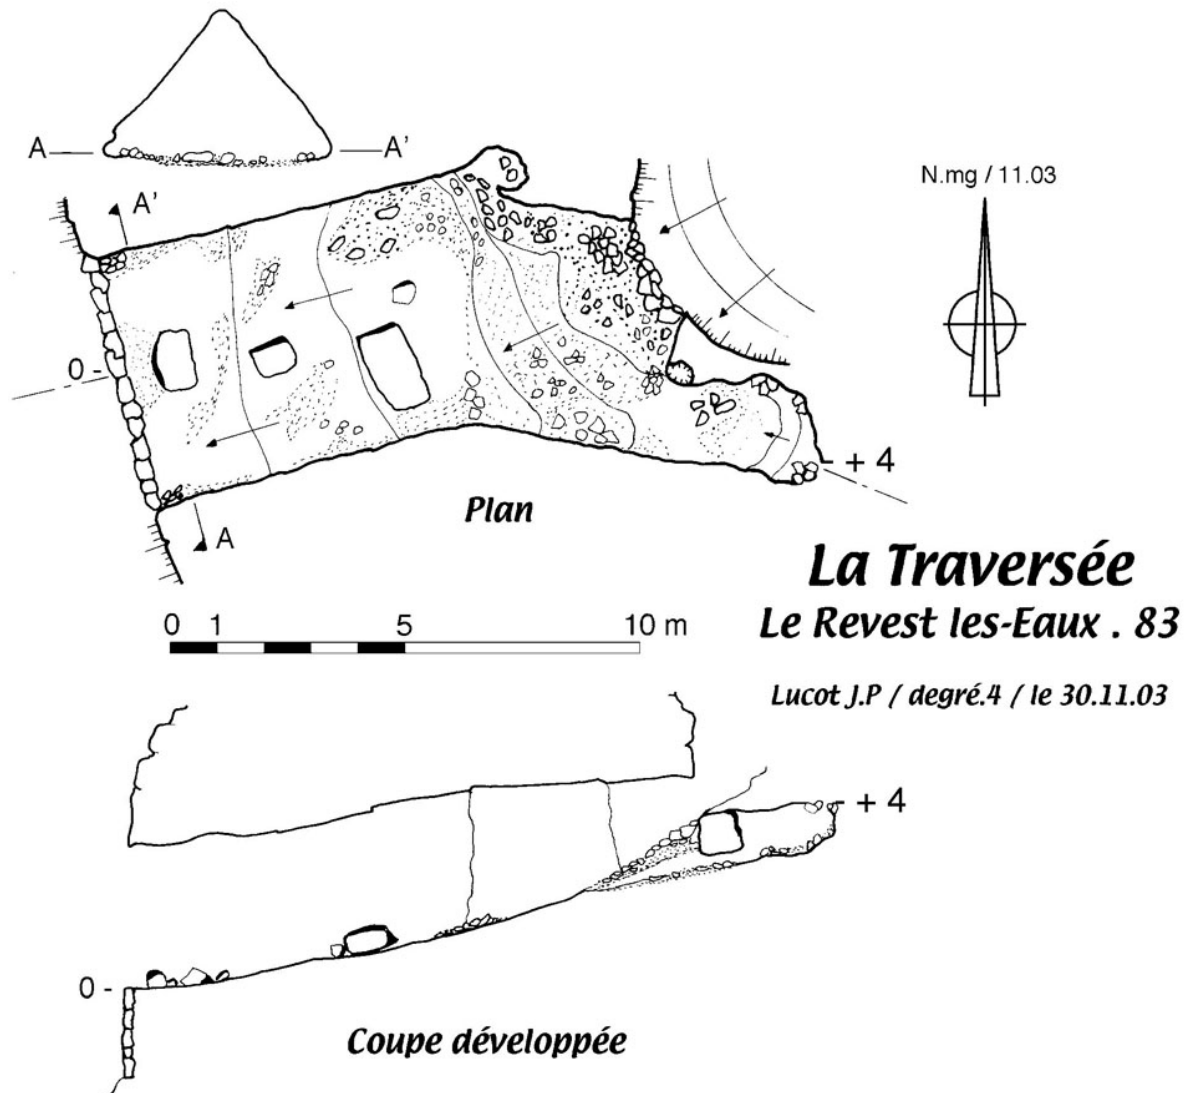 A A'
N.mg / 11.03
A'
0 -
+ 4
Plan
A
La Traversée
Le Revest les-Eaux . 83
0 1 5 10 m
Lucot J.P / degré.4 / le 30.11.03
+ 4
0 -
Coupe développée